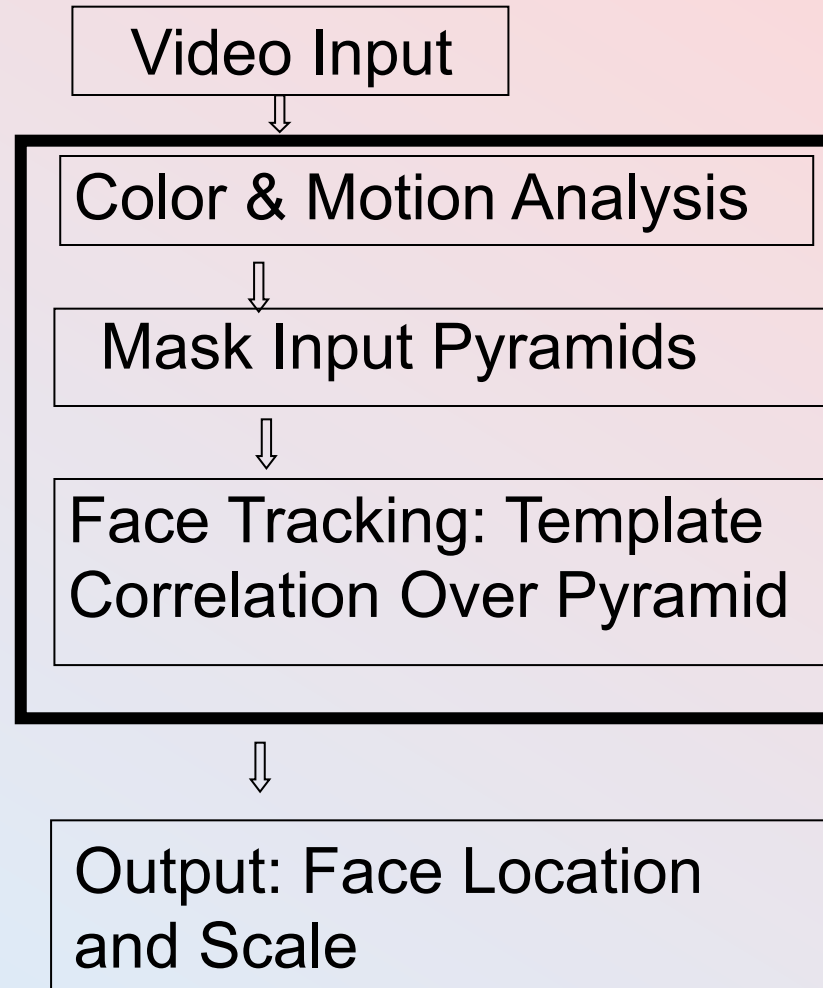 Video Input
Color & Motion Analysis
Mask Input Pyramids
Face Tracking: Template
Correlation Over Pyramid
Output: Face Location
and Scale